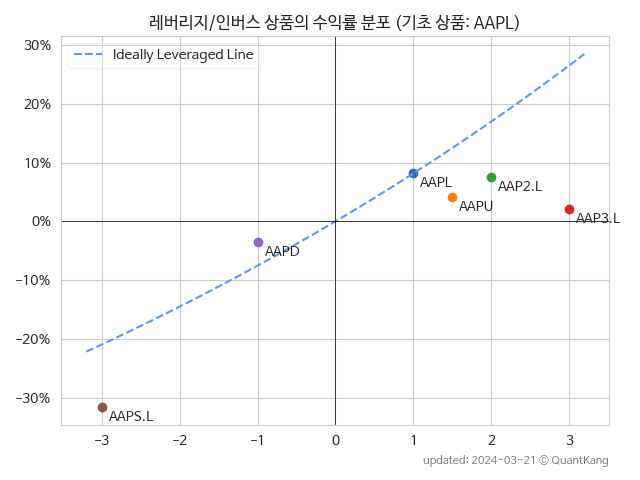 레버리지/인버스 상품의 수익률 분포 (기초 상품: AAPL)
30%
Ideally Leveraged Line
20%
10%
AAPL
AAP2.L
AAPU
AAP3.L
0%
AAPD
−10%
−20%
−30%
AAPS.L
−3 −2 −1 0 1 2 3
updated: 2024-03-21 © QuantKang